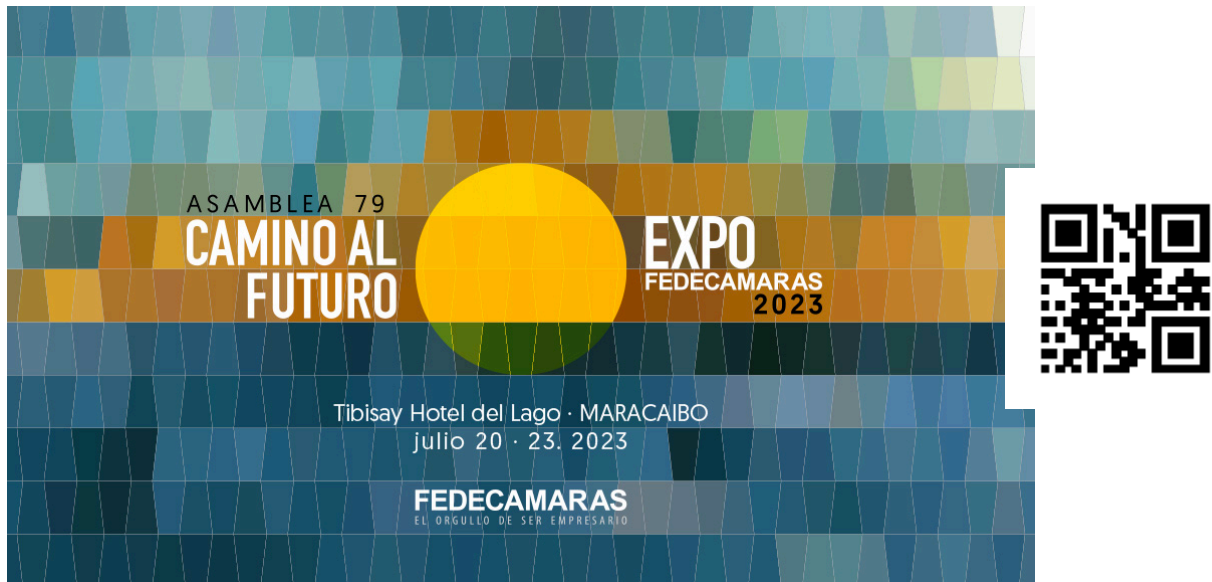 ASAMBLEA 79
CAMINO AL
FUTURO
EXPO
FEDECAMARAS
2023
Tibisay Hotel del Lago · MARACAIBO
julio 20 · 23. 2023
FEDECAMARAS
EL ORGULLO DE SER EMPRESARIO